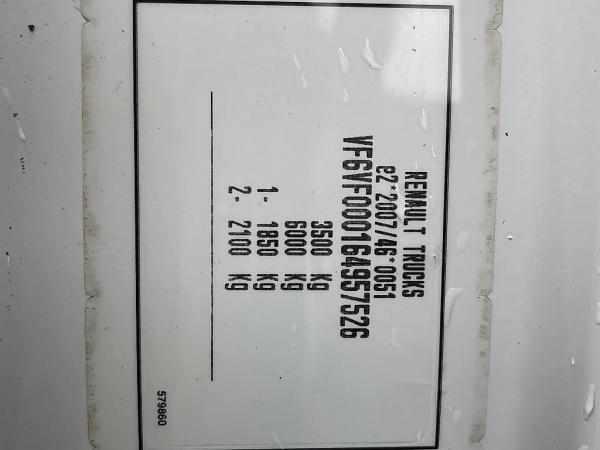 RENAULT TRUCKS
e2*2007/46*0051
VF6VF000164957526
3500 Kg
6000 Kg
1- 1850 Kg
2- 2100 Kg
579860